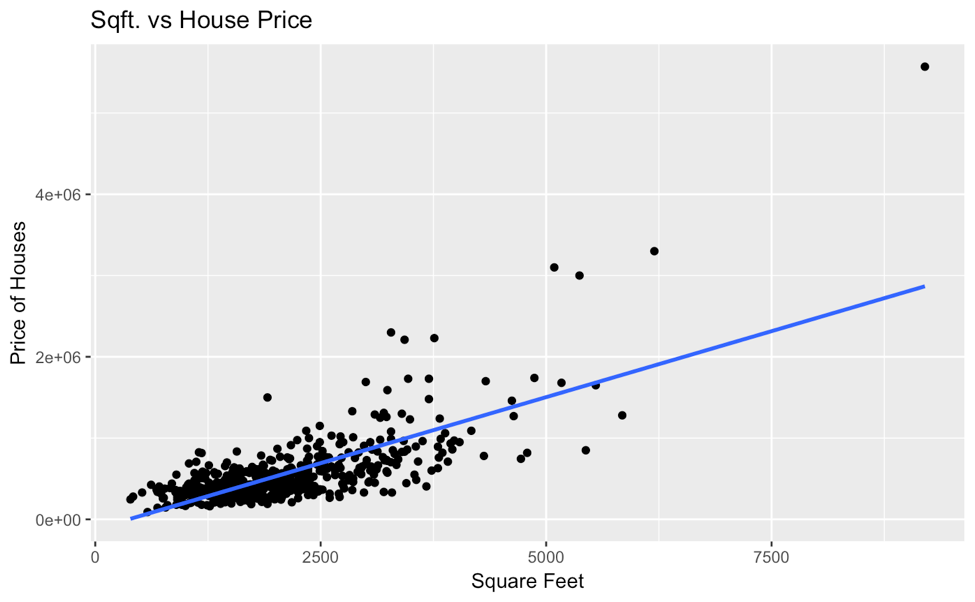 Sqft. vs House Price
Price of Houses
4e+06
2e+06
0e+00
0
2500
5000
7500
Square Feet